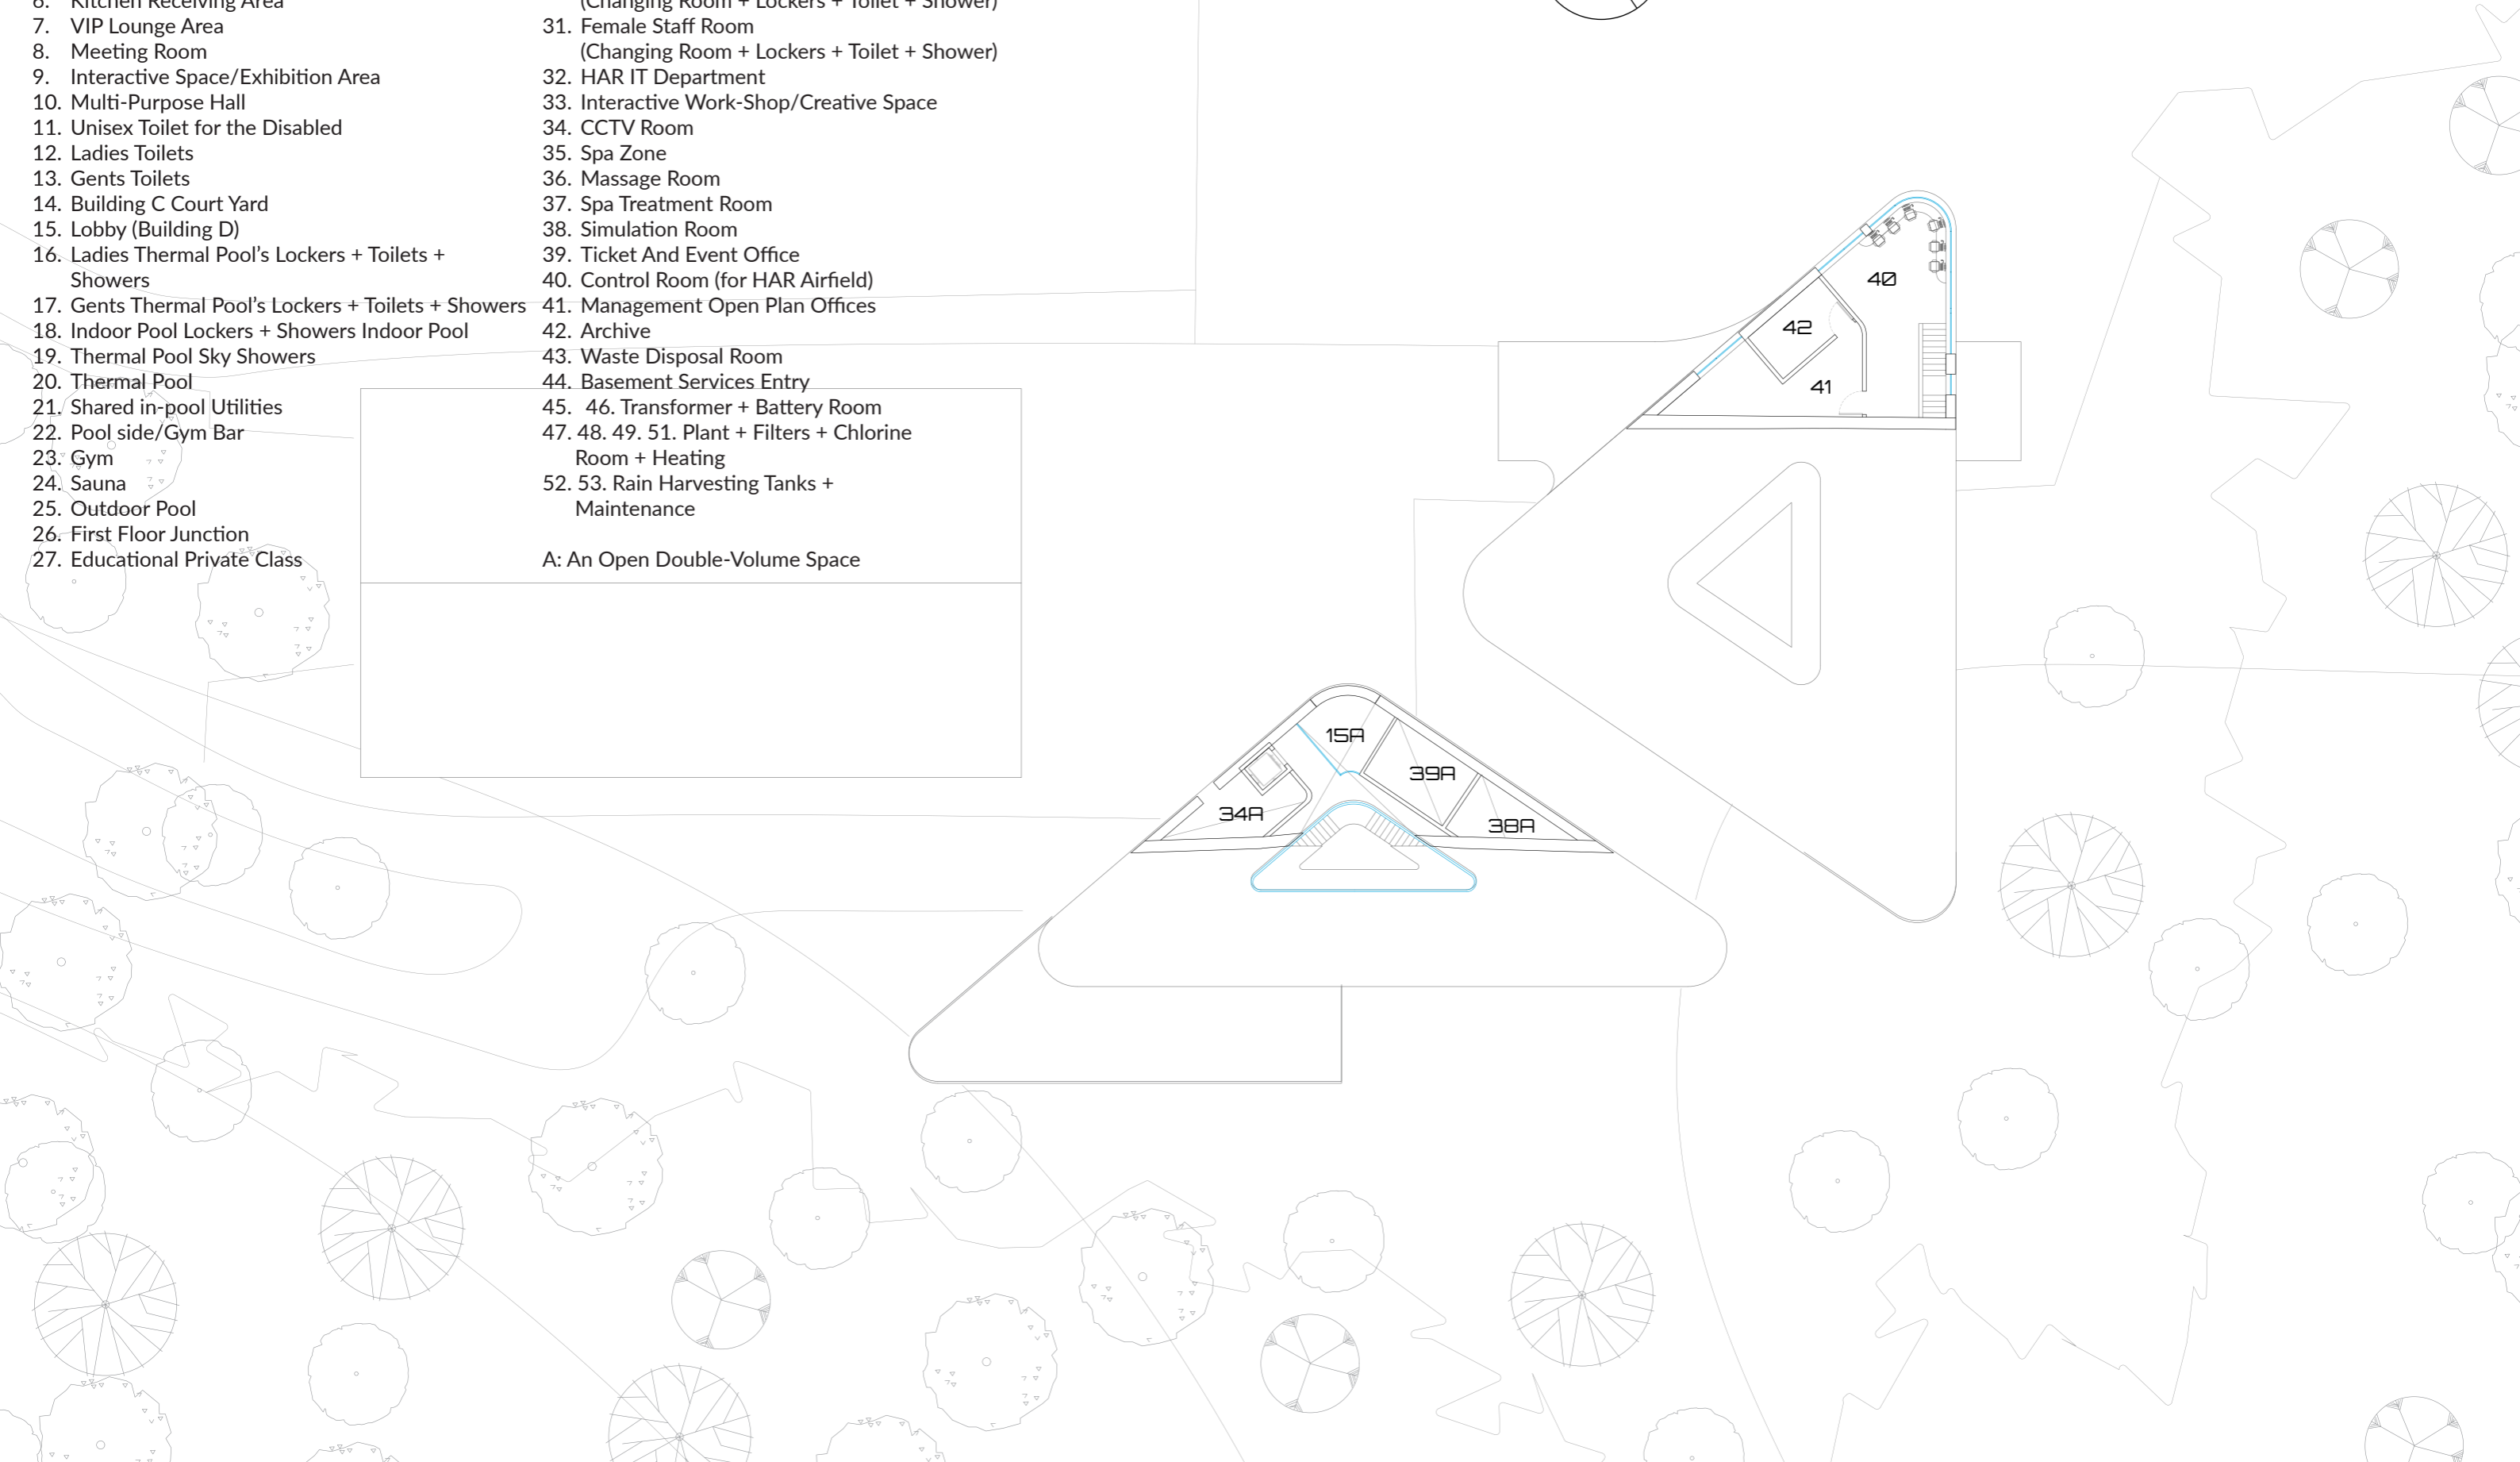 6. Kitchen Receiving Area
7. VIP Lounge Area
8. Meeting Room
9. Interactive Space/Exhibition Area
10. Multi-Purpose Hall
11. Unisex Toilet for the Disabled
12. Ladies Toilets
13. Gents Toilets
14. Building C Court Yard
15. Lobby (Building D)
16. Ladies Thermal Pool’s Lockers + Toilets +
Showers
17. Gents Thermal Pool’s Lockers + Toilets + Showers
18. Indoor Pool Lockers + Showers Indoor Pool
19. Thermal Pool Sky Showers
20. Thermal Pool
21. Shared in-pool Utilities
22. Pool side/Gym Bar
23. Gym
24. Sauna
25. Outdoor Pool
26. First Floor Junction
27. Educational Private Class
(Changing Room + Lockers + Toilet + Shower)
31. Female Staff Room
(Changing Room + Lockers + Toilet + Shower)
32. HAR IT Department
33. Interactive Work-Shop/Creative Space
34. CCTV Room
35. Spa Zone
36. Massage Room
37. Spa Treatment Room
38. Simulation Room
39. Ticket And Event Office
40. Control Room (for HAR Airfield)
41. Management Open Plan Offices
42. Archive
43. Waste Disposal Room
44. Basement Services Entry
45. 46. Transformer + Battery Room
47. 48. 49. 51. Plant + Filters + Chlorine
Room + Heating
52. 53. Rain Harvesting Tanks +
Maintenance
A: An Open Double-Volume Space
40
42
41
15A
39A
34A
38A